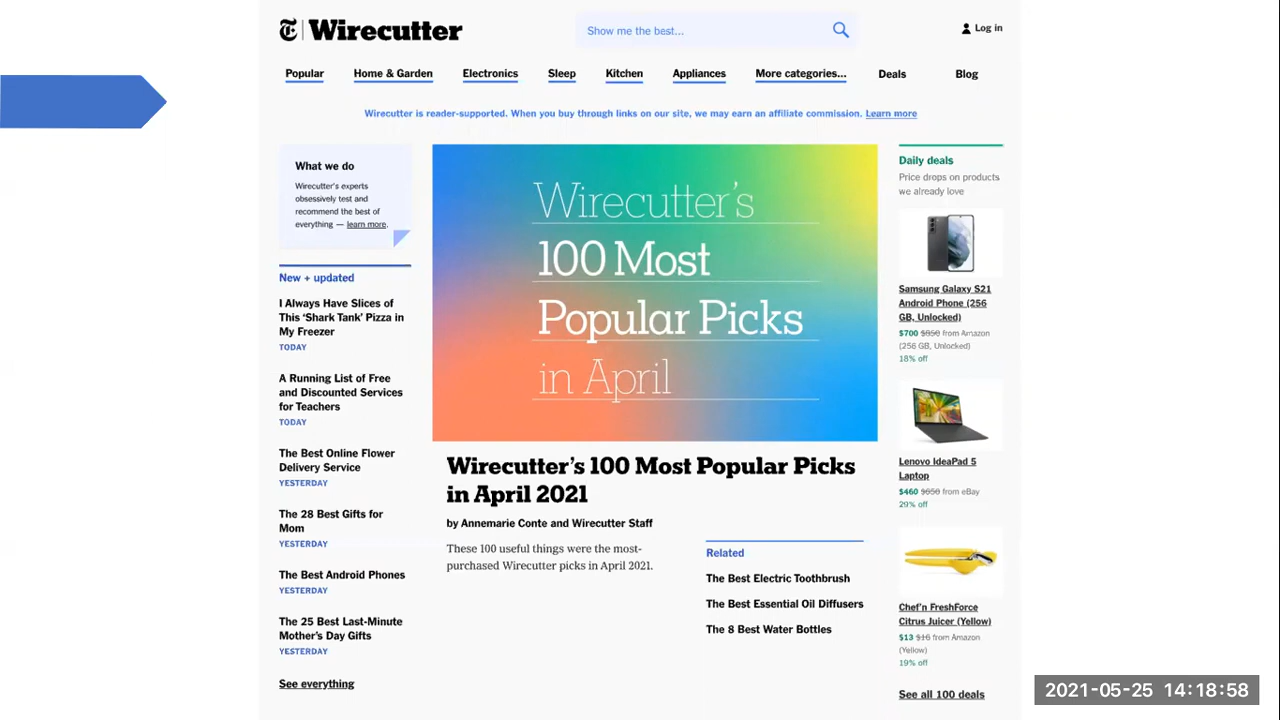 Wirecutter
Show me the best...
Log in
Popular
Home & Garden
Electronics
Sleep
Kitchen
Appliances
More categories...
Deals
Blog
Wirecutter is reader-supported. When you buy through links on our site, we may earn an affiliate commission. Learn more
What we do
Wirecutter's experts
obsessively test and
recommend the best of
everything — learn more.
New + updated
I Always Have Slices of
This ‘Shark Tank’ Pizza in
My Freezer
TODAY
A Running List of Free
and Discounted Services
for Teachers
TODAY
The Best Online Flower
Delivery Service
YESTERDAY
The 28 Best Gifts for
Mom
YESTERDAY
The Best Android Phones
YESTERDAY
The 25 Best Last-Minute
Mother’s Day Gifts
YESTERDAY
See everything
Wirecutter’s
100 Most
Popular Picks
in April
Wirecutter’s 100 Most Popular Picks
in April 2021
by Annemarie Conte and Wirecutter Staff
These 100 useful things were the most-
purchased Wirecutter picks in April 2021.
Related
The Best Electric Toothbrush
The Best Essential Oil Diffusers
The 8 Best Water Bottles
Daily deals
Price drops on products
we already love
Samsung Galaxy S21
Android Phone (256
GB, Unlocked)
$700 $850 from Amazon
(256 GB, Unlocked)
18% off
Lenovo IdeaPad 5
Laptop
$460 $650 from eBay
29% off
Chef'n FreshForce
Citrus Juicer (Yellow)
$13 $16 from Amazon
(Yellow)
19% off
See all 100 deals
2021-05-25 14:18:58